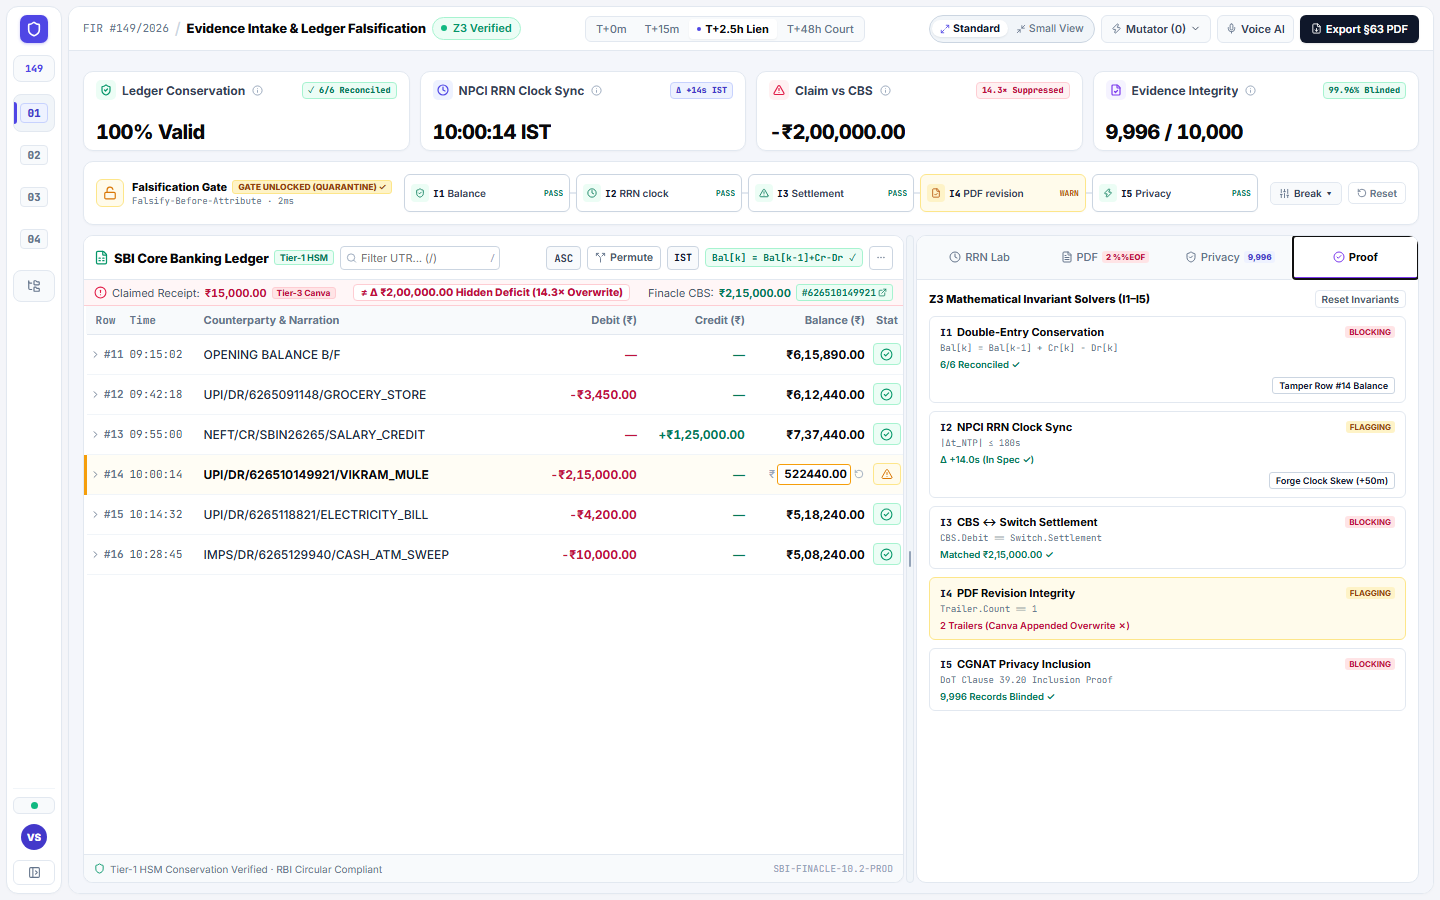 FIR #149/2026 / Evidence Intake & Ledger Falsification Z3 Verified T+0m T+15m T+2.5h Lien T+48h Court Standard Small View Mutator (0) Voice AI Export §63 PDF
149
01
02
03
04
VS
Ledger Conservation ✓ 6/6 Reconciled
100% Valid
NPCI RRN Clock Sync Δ +14s IST
10:00:14 IST
Claim vs CBS 14.3× Suppressed
-₹2,00,000.00
Evidence Integrity 99.96% Blinded
9,996 / 10,000
Falsification Gate GATE UNLOCKED (QUARANTINE) ✓
Falsify-Before-Attribute · 2ms
I1 Balance PASS
I2 RRN clock PASS
I3 Settlement PASS
I4 PDF revision WARN
I5 Privacy PASS
Break ▾ Reset
SBI Core Banking Ledger Tier-1 HSM Filter UTR... (/) / ASC Permute IST Bal[k] = Bal[k-1]+Cr-Dr ✓ ...
Claimed Receipt: ₹15,000.00 Tier-3 Canva ≠ Δ ₹2,00,000.00 Hidden Deficit (14.3× Overwrite) Finacle CBS: ₹2,15,000.00 #626510149921
Row Time Counterparty & Narration Debit (₹) Credit (₹) Balance (₹) Stat
#11 09:15:02 OPENING BALANCE B/F — — ₹6,15,890.00
#12 09:42:18 UPI/DR/6265091148/GROCERY_STORE -₹3,450.00 — ₹6,12,440.00
#13 09:55:00 NEFT/CR/SBIN26265/SALARY_CREDIT — +₹1,25,000.00 ₹7,37,440.00
#14 10:00:14 UPI/DR/626510149921/VIKRAM_MULE -₹2,15,000.00 — ₹ 522440.00
#15 10:14:32 UPI/DR/6265118821/ELECTRICITY_BILL -₹4,200.00 — ₹5,18,240.00
#16 10:28:45 IMPS/DR/6265129940/CASH_ATM_SWEEP -₹10,000.00 — ₹5,08,240.00
Tier-1 HSM Conservation Verified · RBI Circular Compliant SBI-FINACLE-10.2-PROD
RRN Lab PDF 2 %%EOF Privacy 9,996 Proof
Z3 Mathematical Invariant Solvers (I1–I5) Reset Invariants
I1 Double-Entry Conservation BLOCKING
Bal[k] = Bal[k-1] + Cr[k] - Dr[k]
6/6 Reconciled ✓
Tamper Row #14 Balance
I2 NPCI RRN Clock Sync FLAGGING
|Δt_NTP| ≤ 180s
Δ +14.0s (In Spec ✓)
Forge Clock Skew (+50m)
I3 CBS ↔ Switch Settlement BLOCKING
CBS.Debit == Switch.Settlement
Matched ₹2,15,000.00 ✓
I4 PDF Revision Integrity FLAGGING
Trailer.Count == 1
2 Trailers (Canva Appended Overwrite ✕)
I5 CGNAT Privacy Inclusion BLOCKING
DoT Clause 39.20 Inclusion Proof
9,996 Records Blinded ✓